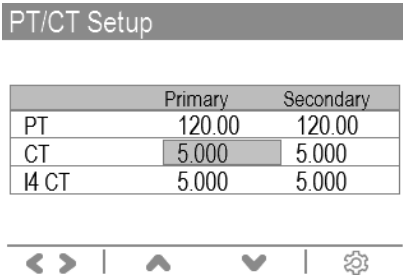 PT/CT Setup
Primary Secondary
PT 120.00 120.00
CT 5.000 5.000
I4 CT 5.000 5.000